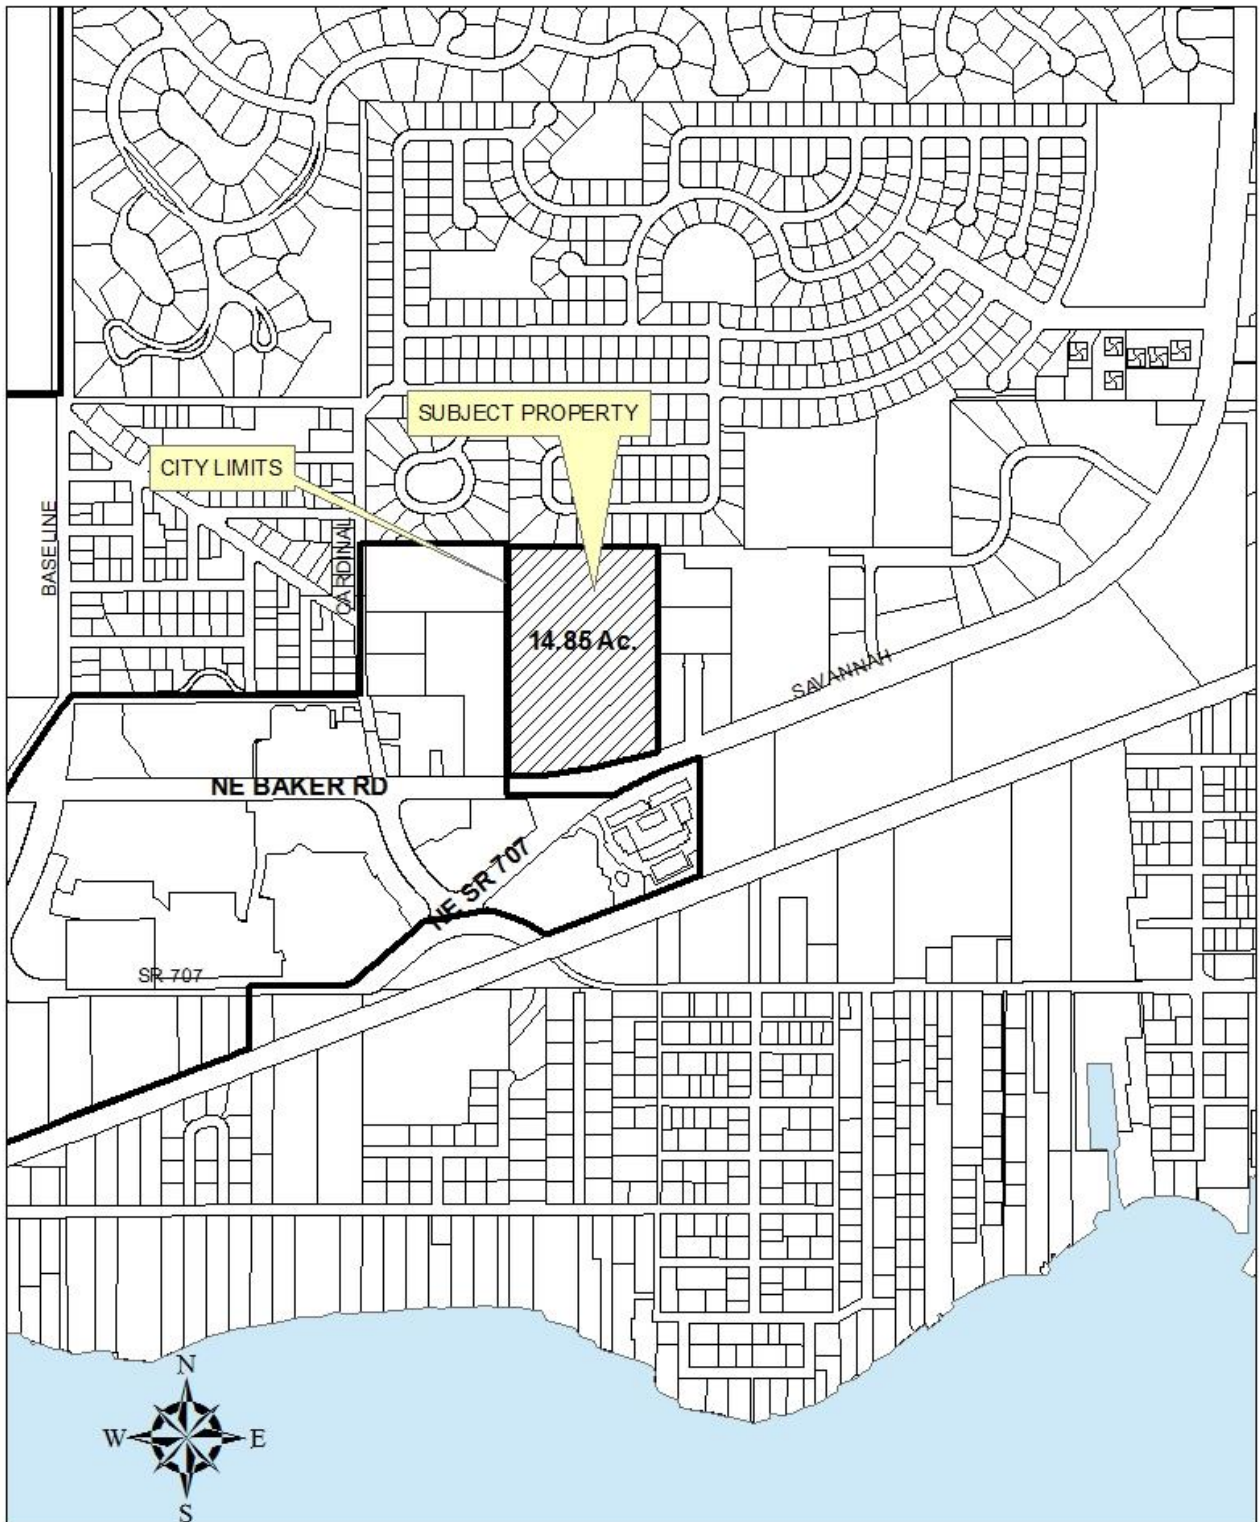 SUBJECT PROPERTY
CITY LIMITS
BASELINE
CARDINAL
14.85 Ac.
SAVANNAH
NE BAKER RD
NE SR 707
SR 707
N
W
E
S